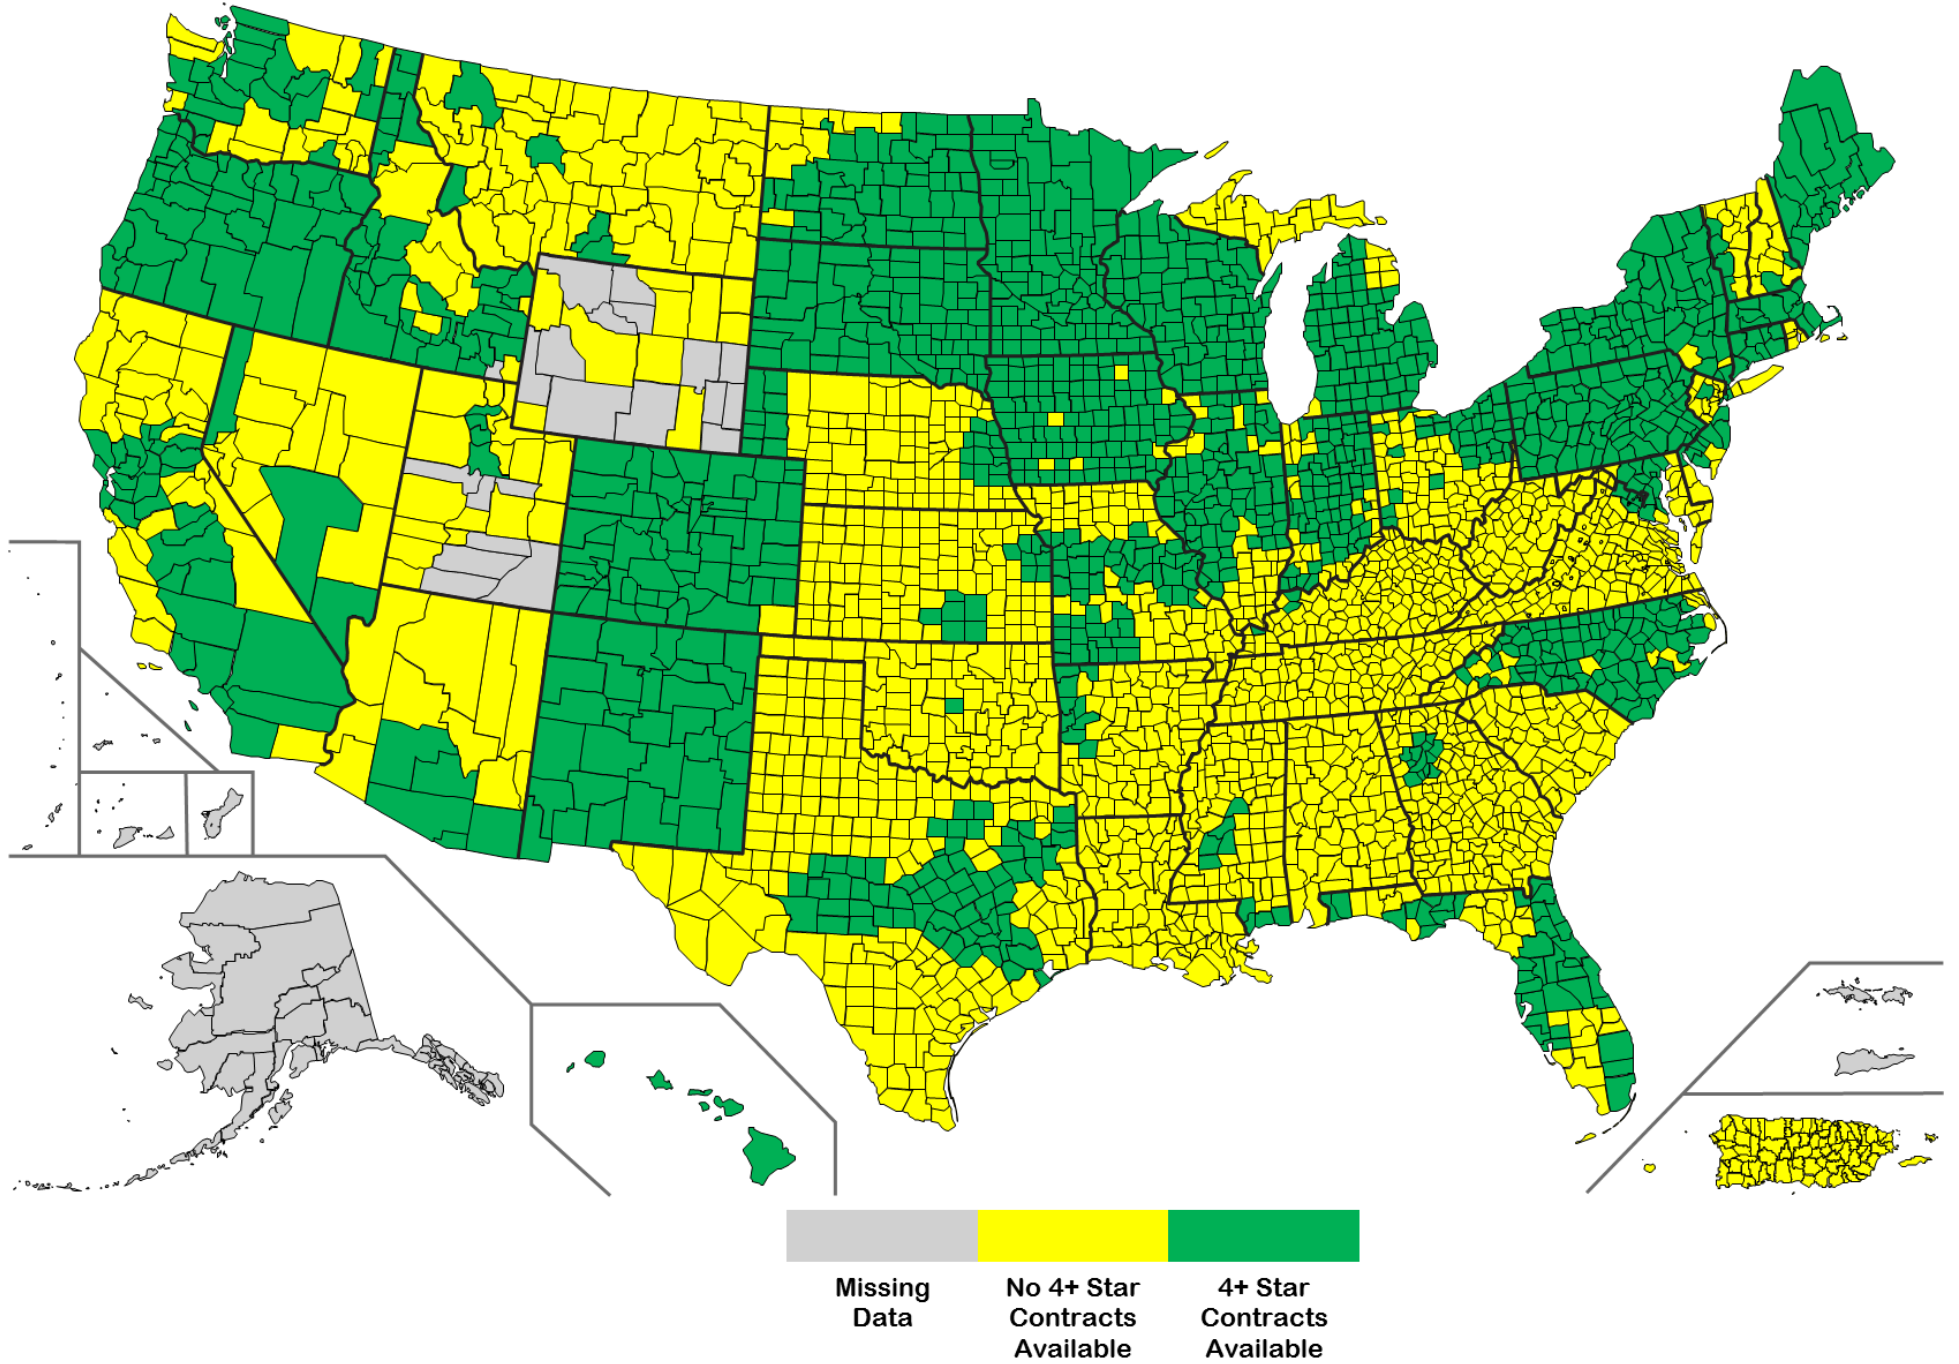 Missing
Data
No 4+ Star
Contracts
Available
4+ Star
Contracts
Available